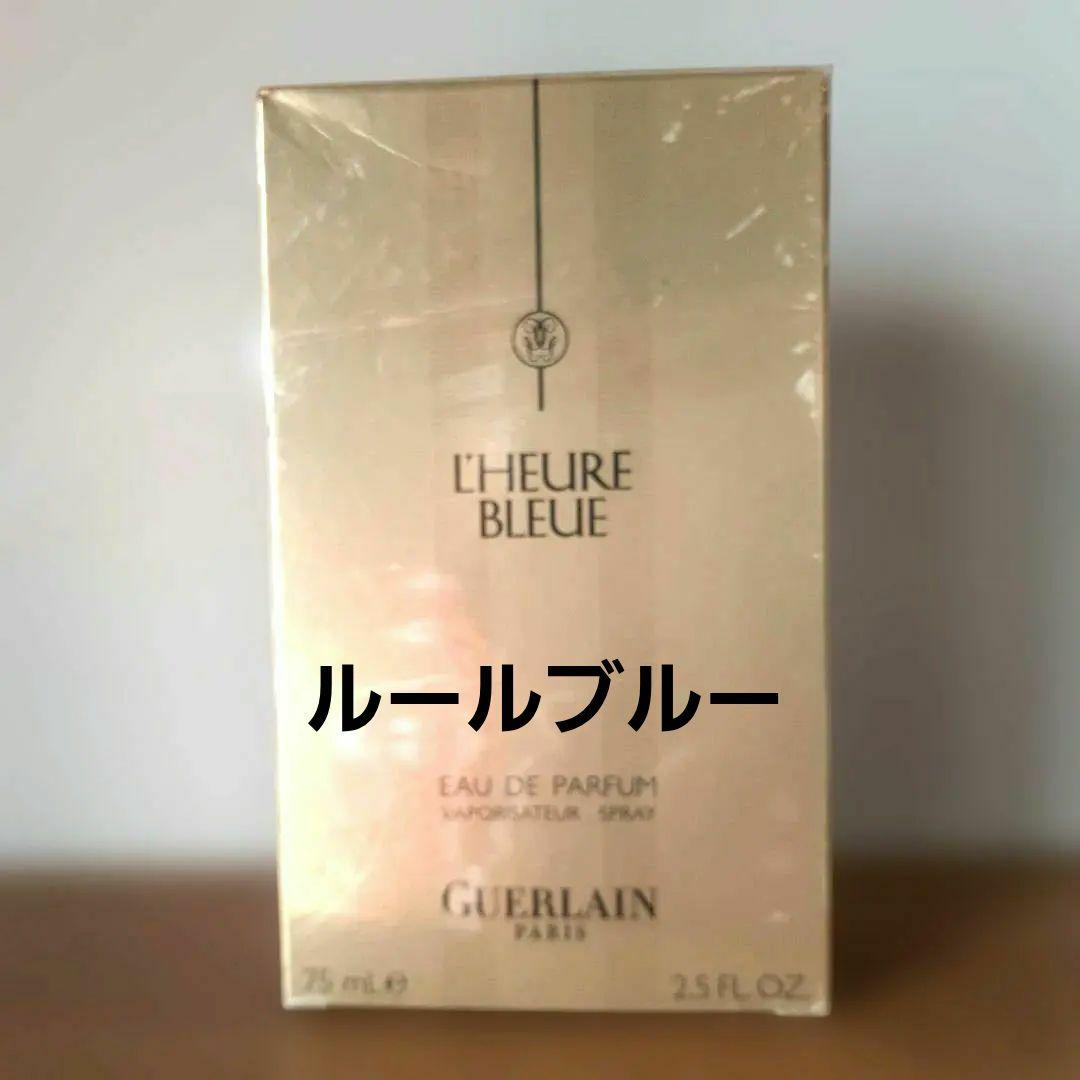 L'HEURE
BLEUE
ルールブルー
EAU DE PARFUM
VAPORISATEUR SPRAY
GUERLAIN
PARIS
75 mL e 2.5 FL OZ